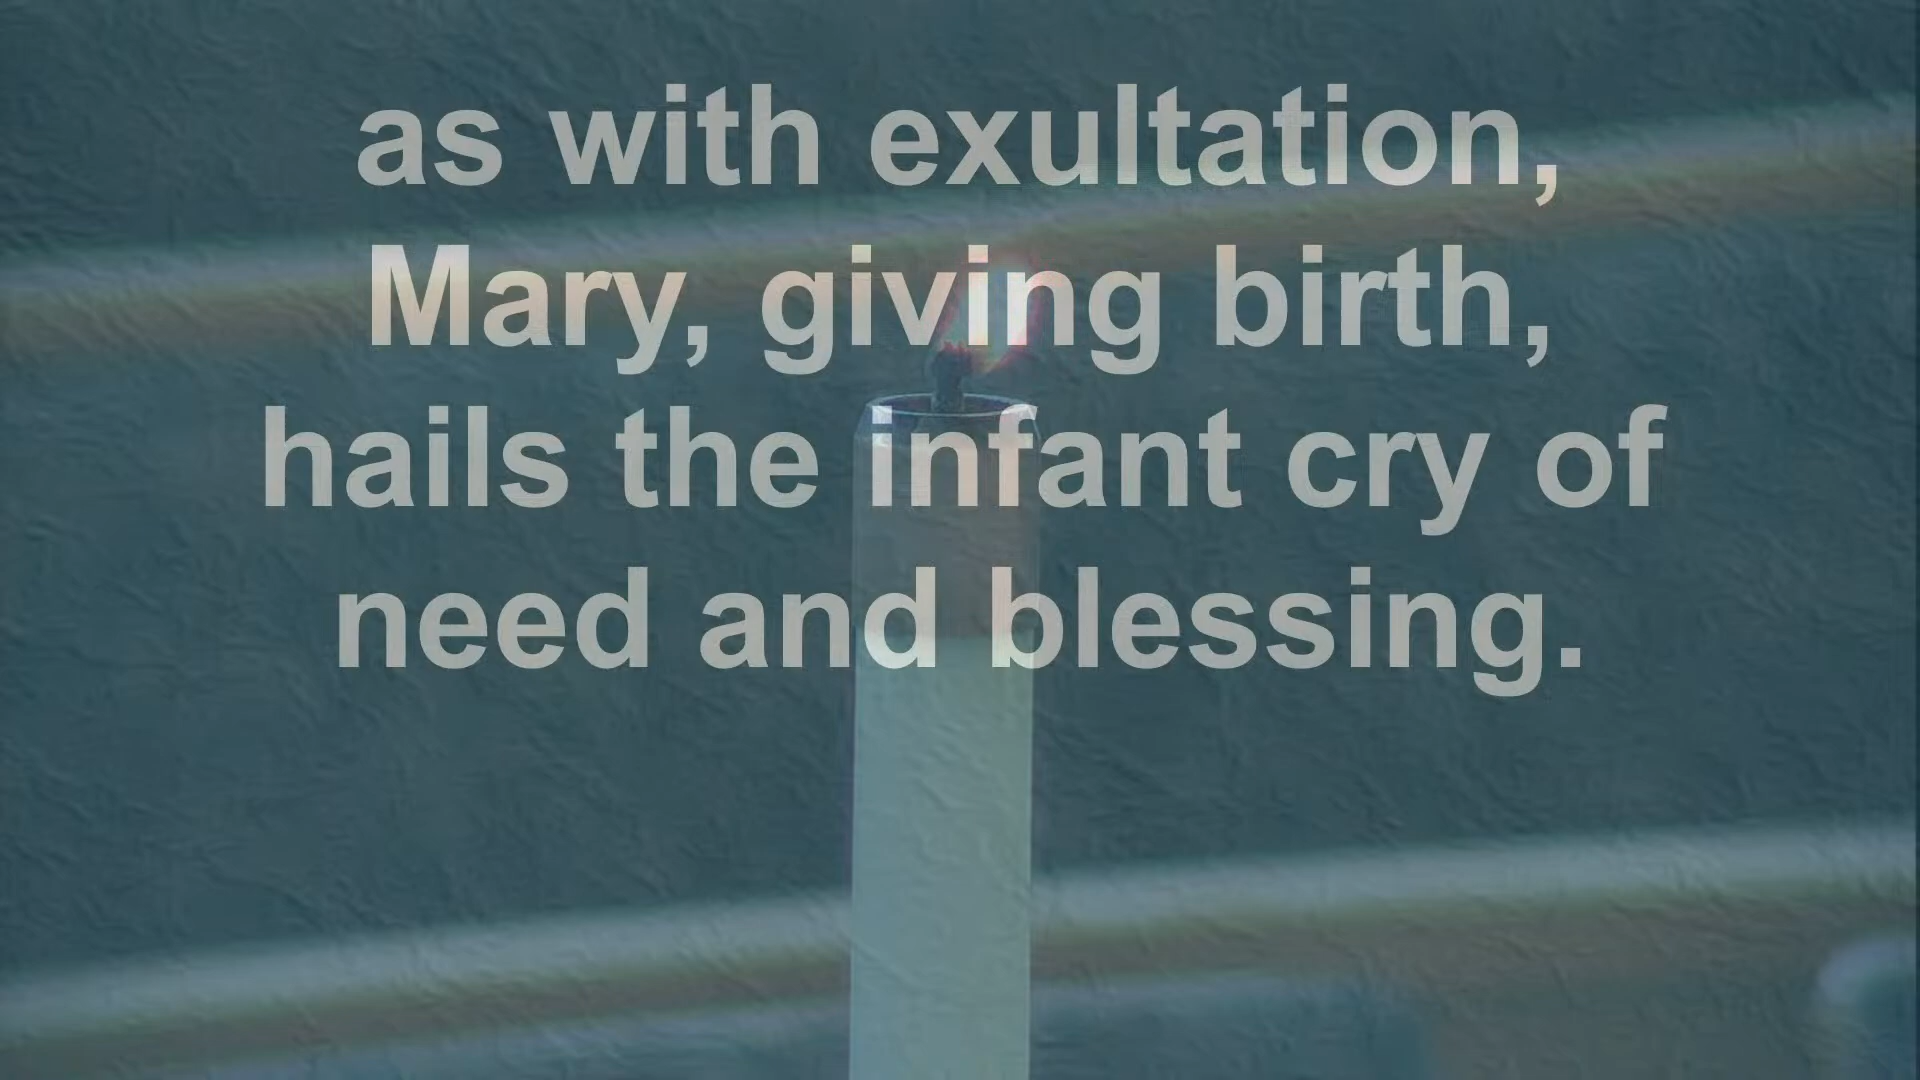 as with exultation,
Mary, giving birth,
hails the infant cry of
need and blessing.